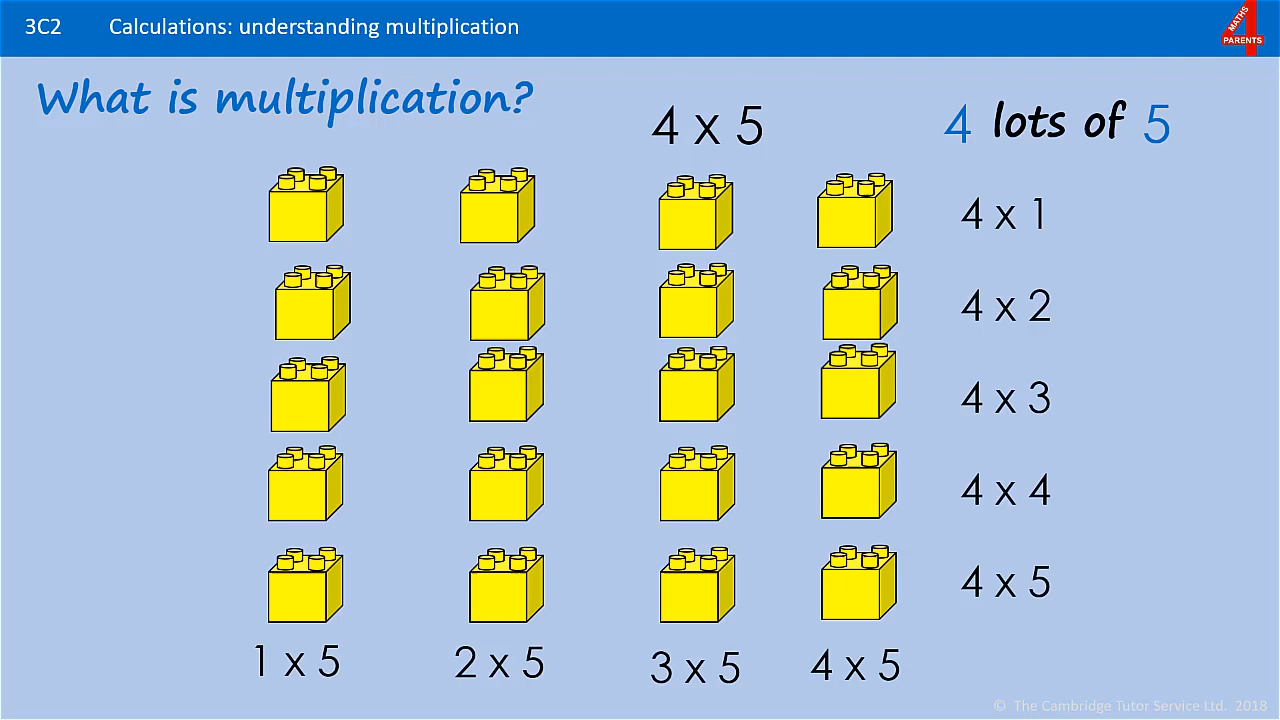 3C2 Calculations: understanding multiplication
MATHS
4
PARENTS
What is multiplication?
4 x 5
4 lots of 5
4 x 1
4 x 2
4 x 3
4 x 4
4 x 5
1 x 5 2 x 5 3 x 5 4 x 5
© The Cambridge Tutor Service Ltd. 2018